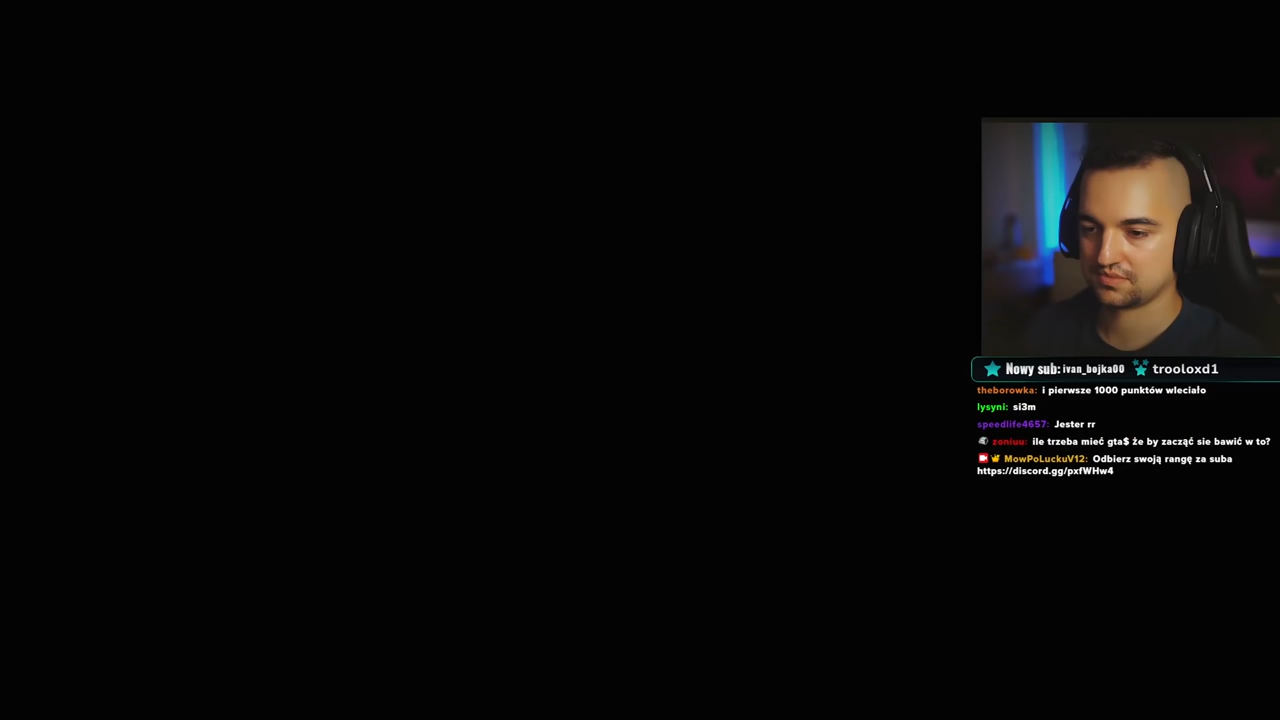 Nowy sub: ivan_bojka00 trooloxd1
theborowka: i pierwsze 1000 punktów wleciało
lysyni: si3m
speedlife4657: Jester rr
zoniuu: ile trzeba mieć gta$ że by zacząć sie bawić w to?
MowPoLuckuV12: Odbierz swoją rangę za suba
https://discord.gg/pxfWHw4